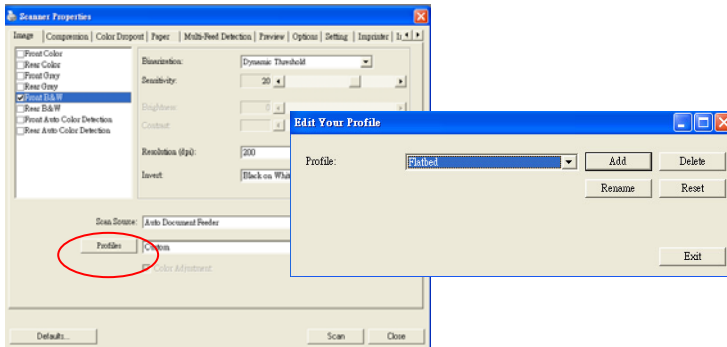 Scanner Properties
Image Compression Color Dropout Paper Multi-Feed Detection Preview Options Setting Imprinter
Front Color
Rear Color
Front Gray
Rear Gray
Front B&W
Rear B&W
Front Auto Color Detection
Rear Auto Color Detection
Binarization: Dynamic Threshold
Sensitivity: 20
Brightness: 0
Contrast:
Resolution (dpi): 200
Invert: Black on Whit
Scan Source: Auto Document Feeder
Profiles Custom
Color Adjustment
Defaults... Scan Close
Edit Your Profile
Profile: Flatbed Add Delete
Rename Reset
Exit